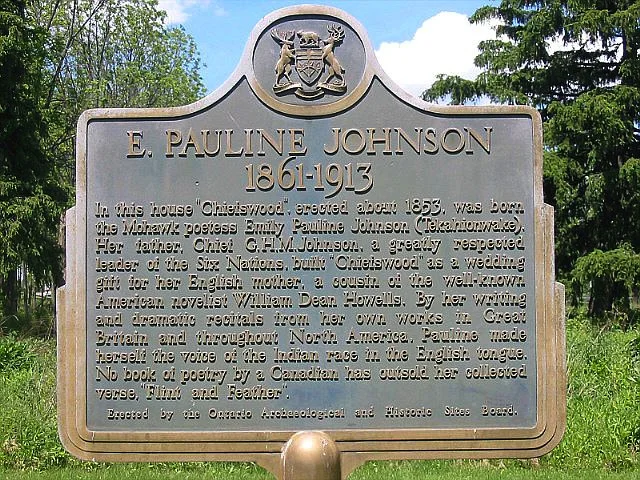 E. PAULINE JOHNSON
1861-1913
In this house "Chiefswood", erected about 1853, was born
the Mohawk poetess Emily Pauline Johnson (Tekahionwake).
Her father, Chief G.H.M. Johnson, a greatly respected
leader of the Six Nations, built "Chiefswood" as a wedding
gift for her English mother, a cousin of the well-known
American novelist William Dean Howells. By her writing
and dramatic recitals from her own works in Great
Britain and throughout North America, Pauline made
herself the voice of the Indian race in the English tongue.
No book of poetry by a Canadian has outsold her collected
verse, "Flint and Feather".
Erected by the Ontario Archaeological and Historic Sites Board.